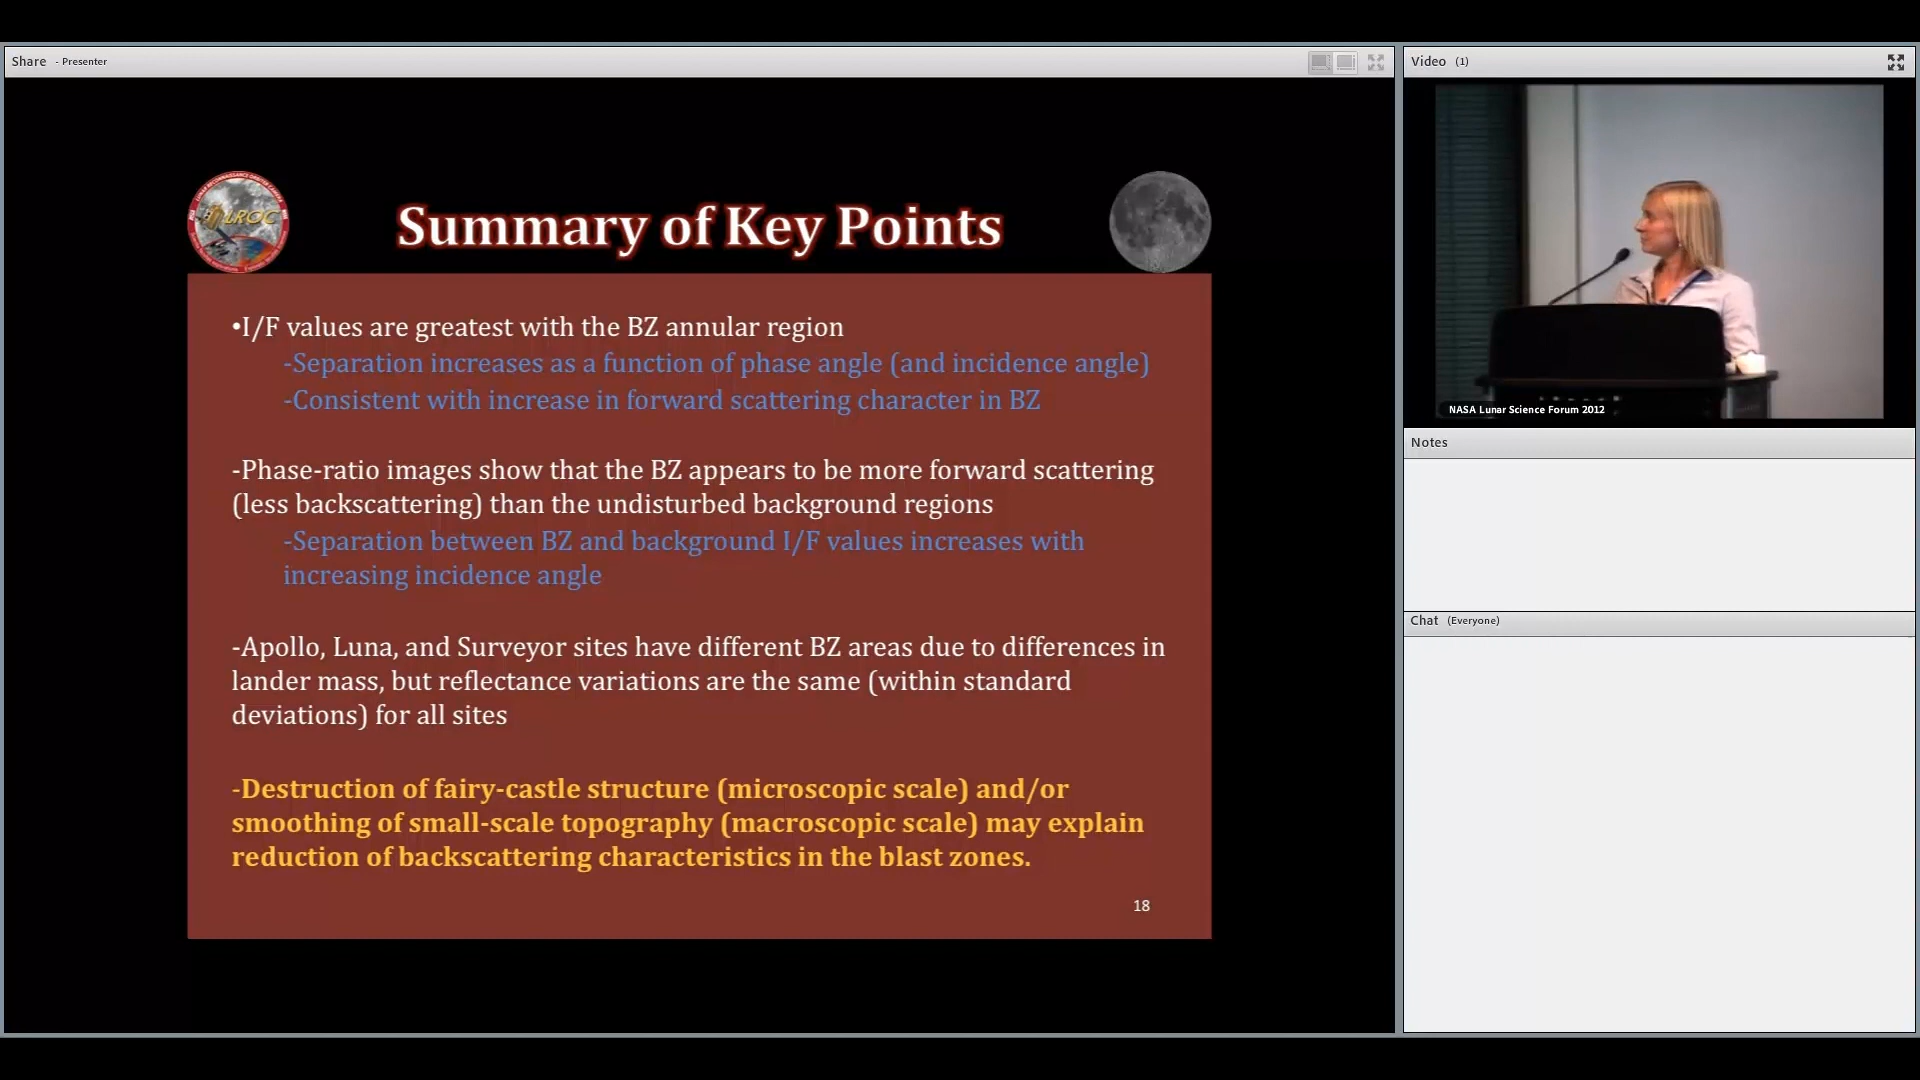 Share - Presenter
Video (1)
LROC
Summary of Key Points
•I/F values are greatest with the BZ annular region
-Separation increases as a function of phase angle (and incidence angle)
-Consistent with increase in forward scattering character in BZ
-Phase-ratio images show that the BZ appears to be more forward scattering
(less backscattering) than the undisturbed background regions
-Separation between BZ and background I/F values increases with
increasing incidence angle
-Apollo, Luna, and Surveyor sites have different BZ areas due to differences in
lander mass, but reflectance variations are the same (within standard
deviations) for all sites
-Destruction of fairy-castle structure (microscopic scale) and/or
smoothing of small-scale topography (macroscopic scale) may explain
reduction of backscattering characteristics in the blast zones.
18
NASA Lunar Science Forum 2012
Notes
Chat (Everyone)